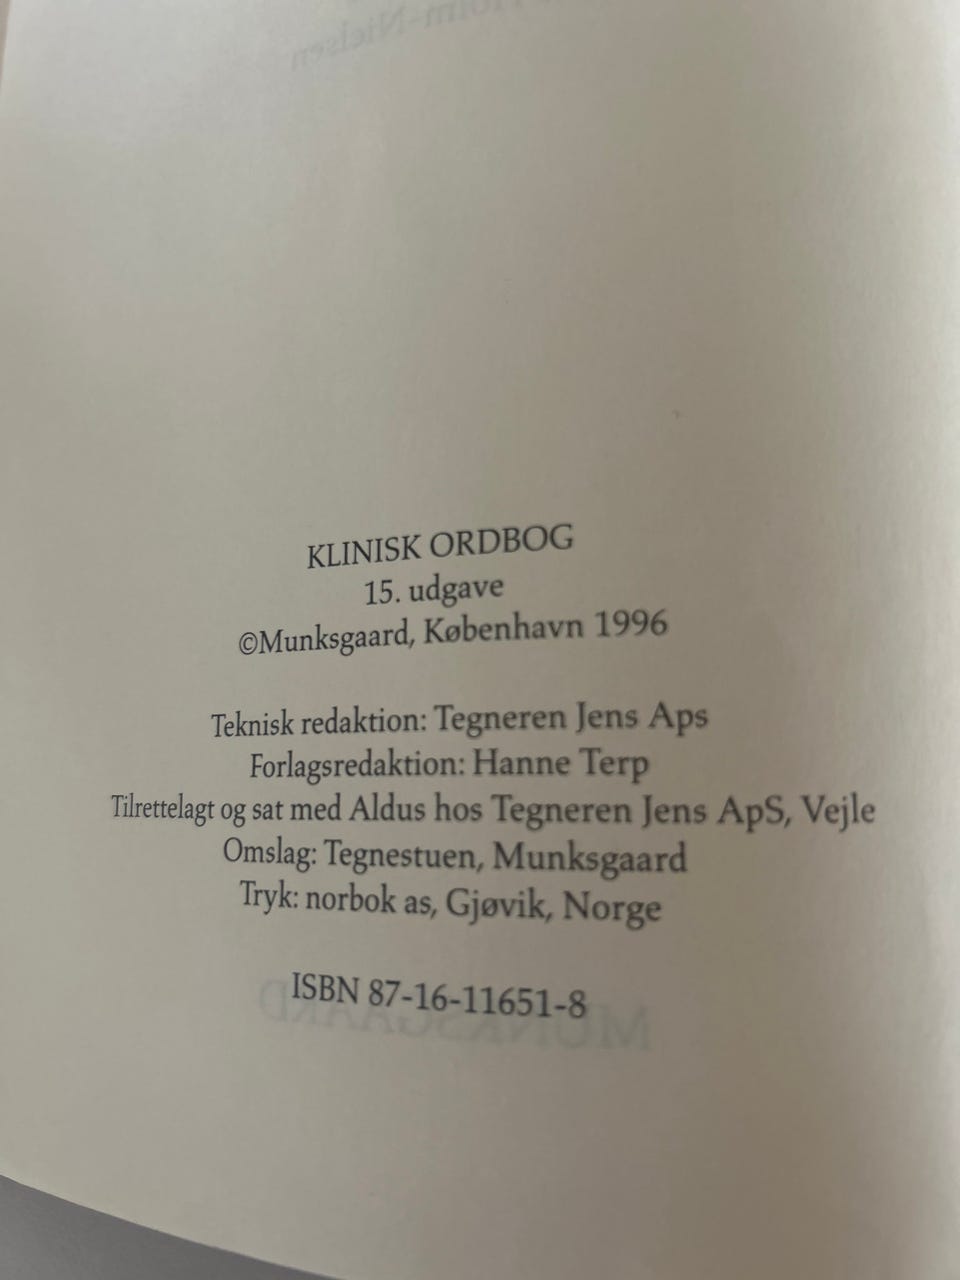 KLINISK ORDBOG
15. udgave
©Munksgaard, København 1996
Teknisk redaktion: Tegneren Jens Aps
Forlagsredaktion: Hanne Terp
Tilrettelagt og sat med Aldus hos Tegneren Jens ApS, Vejle
Omslag: Tegnestuen, Munksgaard
Tryk: norbok as, Gjøvik, Norge
ISBN 87-16-11651-8
MUNKSGAARD